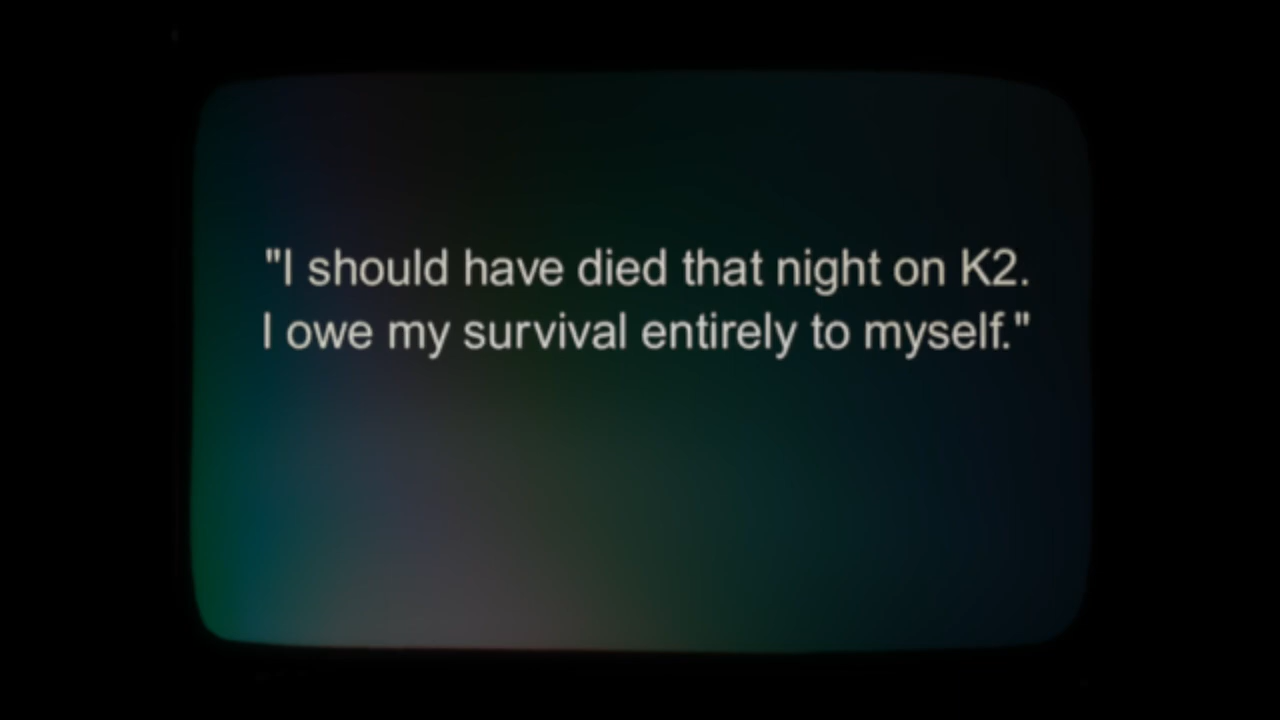 "I should have died that night on K2.
I owe my survival entirely to myself."